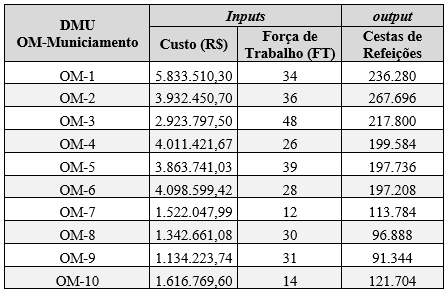 DMU
OM-Municiamento
Inputs
output
Custo (R$)
Força de
Trabalho (FT)
Cestas de
Refeições
OM-1 5.833.510,30 34 236.280
OM-2 3.932.450,70 36 267.696
OM-3 2.923.797,50 48 217.800
OM-4 4.011.421,67 26 199.584
OM-5 3.863.741,03 39 197.736
OM-6 4.098.599,42 28 197.208
OM-7 1.522.047,99 12 113.784
OM-8 1.342.661,08 30 96.888
OM-9 1.134.223,74 31 91.344
OM-10 1.616.769,60 14 121.704